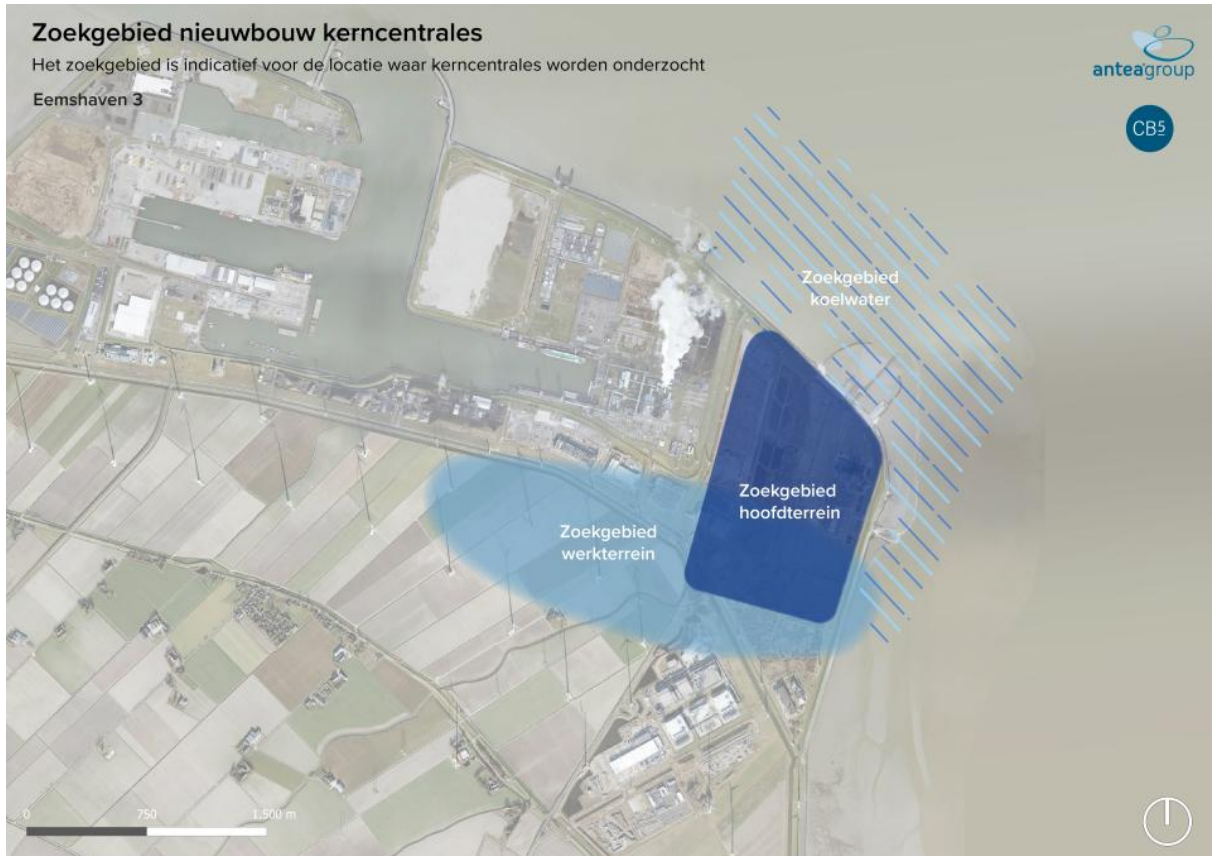 Zoekgebied nieuwbouw kerncentrales
Het zoekgebied is indicatief voor de locatie waar kerncentrales worden onderzocht
Eemshaven 3
anteagroup
CB5
Zoekgebied
koelwater
Zoekgebied
hoofdterrein
Zoekgebied
werkterrein
0 750 1.500 m